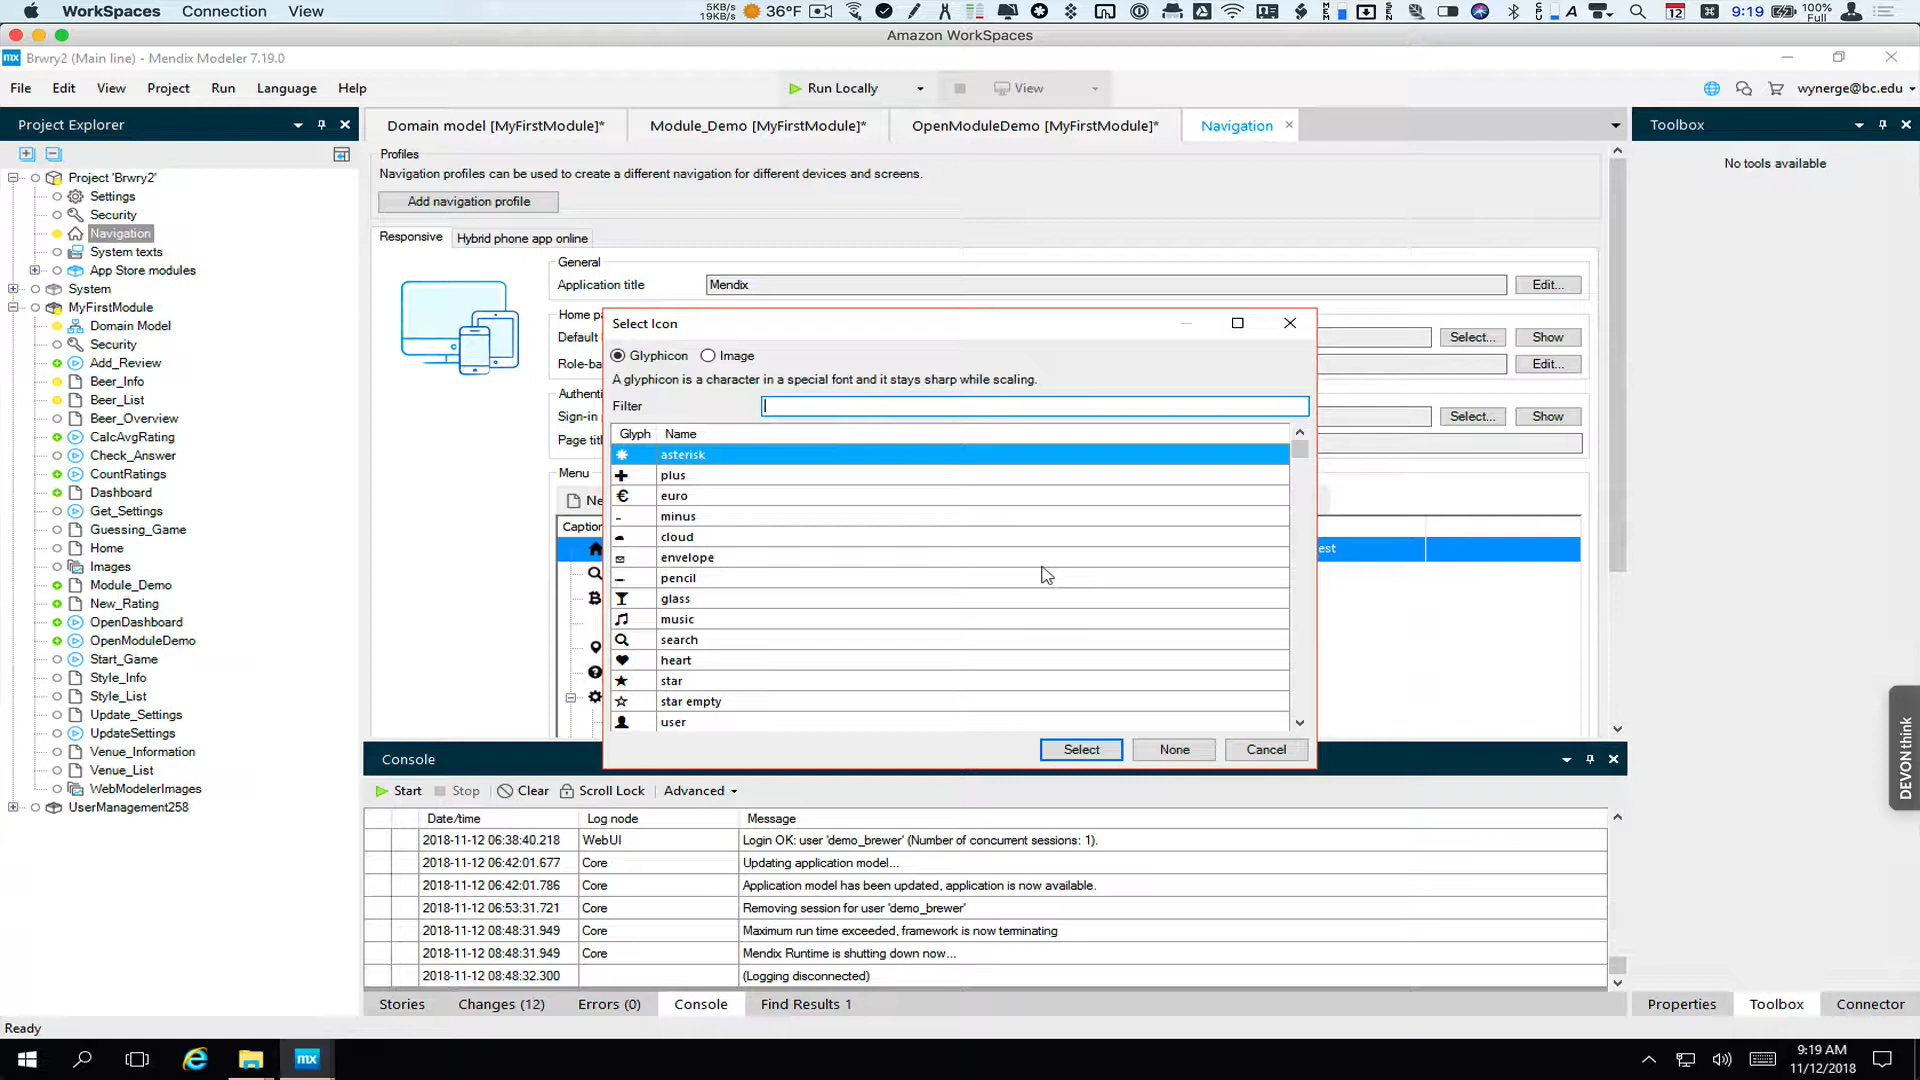 WorkSpaces Connection View 5KB/s 19KB/s 36°F 12 9:19 100% Full
Amazon WorkSpaces
mx Brwry2 (Main line) - Mendix Modeler 7.19.0
File Edit View Project Run Language Help Run Locally View wynerge@bc.edu
Project Explorer
Domain model [MyFirstModule]* Module_Demo [MyFirstModule]* OpenModuleDemo [MyFirstModule]* Navigation
Toolbox
No tools available
Profiles
Navigation profiles can be used to create a different navigation for different devices and screens.
Add navigation profile
Responsive Hybrid phone app online
General
Application title Mendix Edit...
Home pa
Default Select... Show
Role-ba Edit...
Authenti
Sign-in Select... Show
Page titl
Menu
Ne
Caption
est
Project 'Brwry2'
Settings
Security
Navigation
System texts
App Store modules
System
MyFirstModule
Domain Model
Security
Add_Review
Beer_Info
Beer_List
Beer_Overview
CalcAvgRating
Check_Answer
CountRatings
Dashboard
Get_Settings
Guessing_Game
Home
Images
Module_Demo
New_Rating
OpenDashboard
OpenModuleDemo
Start_Game
Style_Info
Style_List
Update_Settings
UpdateSettings
Venue_Information
Venue_List
WebModelerImages
UserManagement258
Select Icon
Glyphicon Image
A glyphicon is a character in a special font and it stays sharp while scaling.
Filter
Glyph Name
asterisk
plus
€ euro
minus
cloud
envelope
pencil
glass
music
search
heart
star
star empty
user
Select None Cancel
DEVONthink
Console
Start Stop Clear Scroll Lock Advanced
Date/time Log node Message
2018-11-12 06:38:40.218 WebUI Login OK: user 'demo_brewer' (Number of concurrent sessions: 1).
2018-11-12 06:42:01.677 Core Updating application model...
2018-11-12 06:42:01.786 Core Application model has been updated, application is now available.
2018-11-12 06:53:31.721 Core Removing session for user 'demo_brewer'
2018-11-12 08:48:31.949 Core Maximum run time exceeded, framework is now terminating
2018-11-12 08:48:31.949 Core Mendix Runtime is shutting down now...
2018-11-12 08:48:32.300 (Logging disconnected)
Stories Changes (12) Errors (0) Console Find Results 1
Properties Toolbox Connector
Ready
mx
9:19 AM
11/12/2018